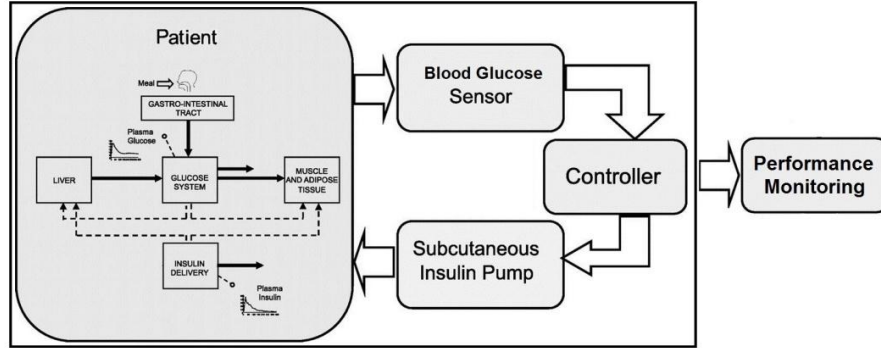 Patient
Meal
GASTRO-INTESTINAL
TRACT
Plasma
Glucose
LIVER
GLUCOSE
SYSTEM
MUSCLE
AND ADIPOSE
TISSUE
INSULIN
DELIVERY
Plasma
Insulin
Blood Glucose
Sensor
Controller
Subcutaneous
Insulin Pump
Performance
Monitoring